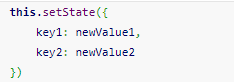 this.setState({
    key1: newValue1,
    key2: newValue2
})